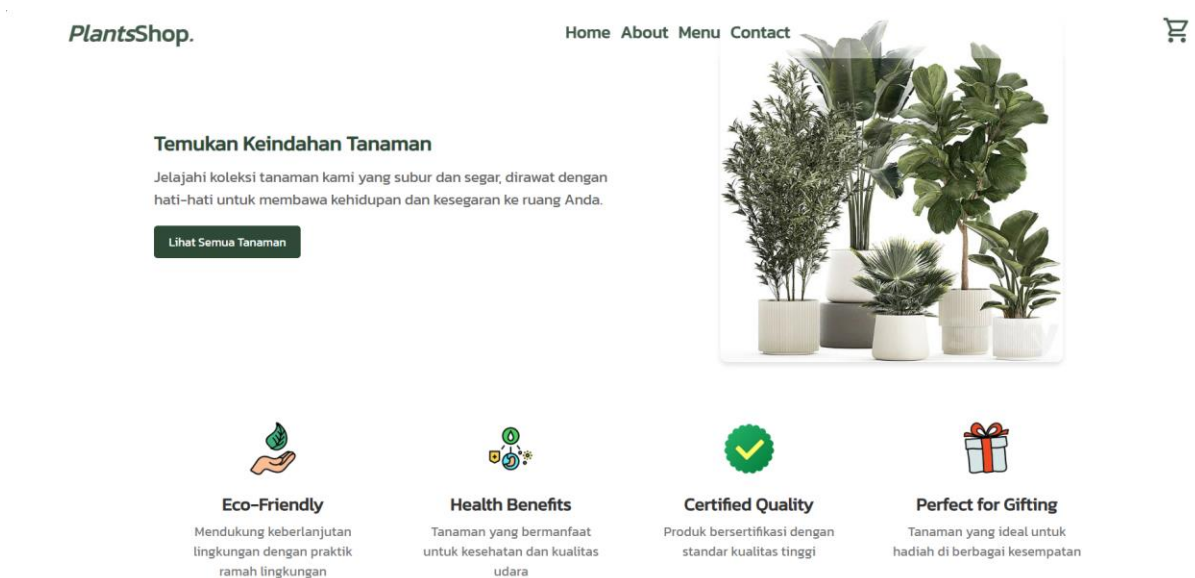 PlantsShop.
Home About Menu Contact
Temukan Keindahan Tanaman
Jelajahi koleksi tanaman kami yang subur dan segar, dirawat dengan
hati-hati untuk membawa kehidupan dan kesegaran ke ruang Anda.
Lihat Semua Tanaman
Eco-Friendly
Mendukung keberlanjutan
lingkungan dengan praktik
ramah lingkungan
Health Benefits
Tanaman yang bermanfaat
untuk kesehatan dan kualitas
udara
Certified Quality
Produk bersertifikasi dengan
standar kualitas tinggi
Perfect for Gifting
Tanaman yang ideal untuk
hadiah di berbagai kesempatan